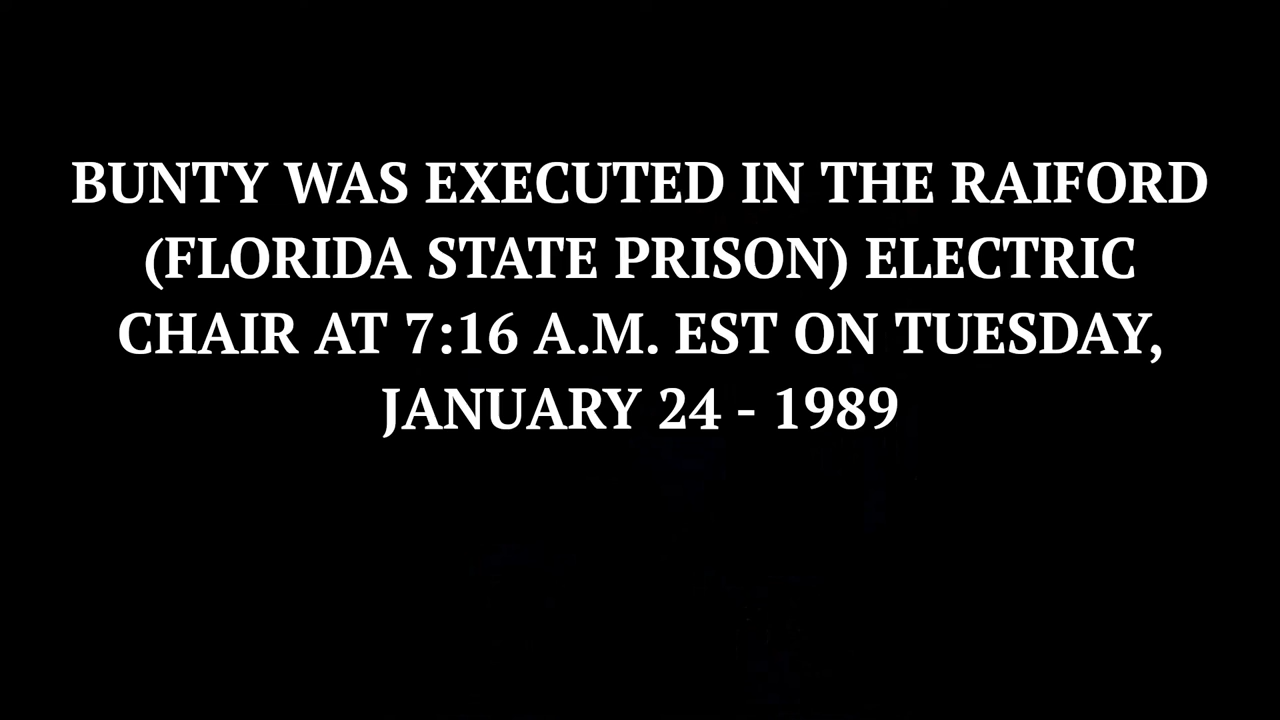 BUNTY WAS EXECUTED IN THE RAIFORD
(FLORIDA STATE PRISON) ELECTRIC
CHAIR AT 7:16 A.M. EST ON TUESDAY,
JANUARY 24 - 1989